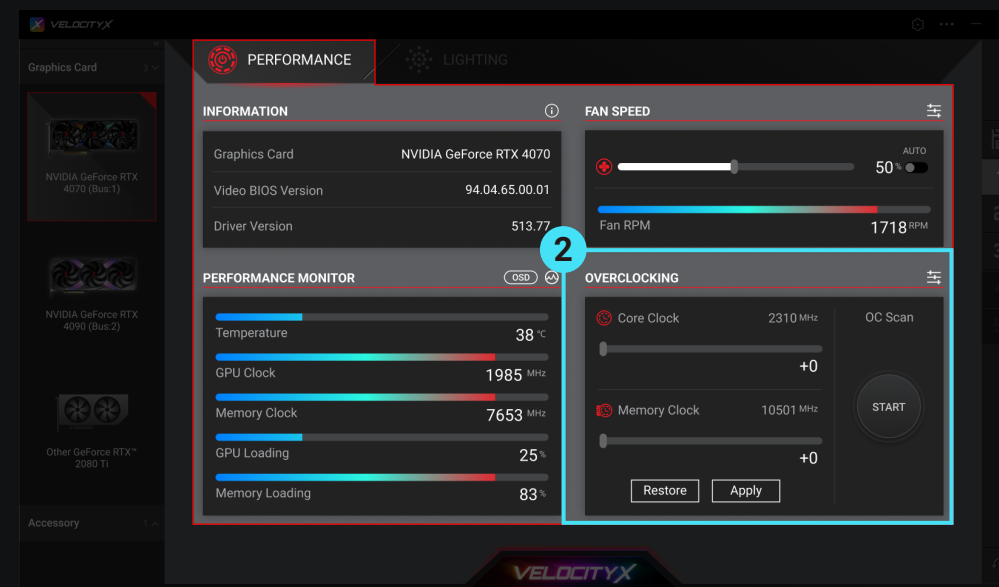 VELOCITYX
Graphics Card 3
NVIDIA GeForce RTX
4070 (Bus:1)
NVIDIA GeForce RTX
4090 (Bus:2)
Other GeForce RTX™
2080 Ti
Accessory 1
PERFORMANCE
LIGHTING
INFORMATION
Graphics Card NVIDIA GeForce RTX 4070
Video BIOS Version 94.04.65.00.01
Driver Version 513.77
FAN SPEED
AUTO
50 %
Fan RPM 1718 RPM
PERFORMANCE MONITOR OSD
Temperature 38 °C
GPU Clock 1985 MHz
Memory Clock 7653 MHz
GPU Loading 25 %
Memory Loading 83 %
2
OVERCLOCKING
Core Clock 2310 MHz
+0
Memory Clock 10501 MHz
+0
Restore Apply
OC Scan
START
VELOCITYX